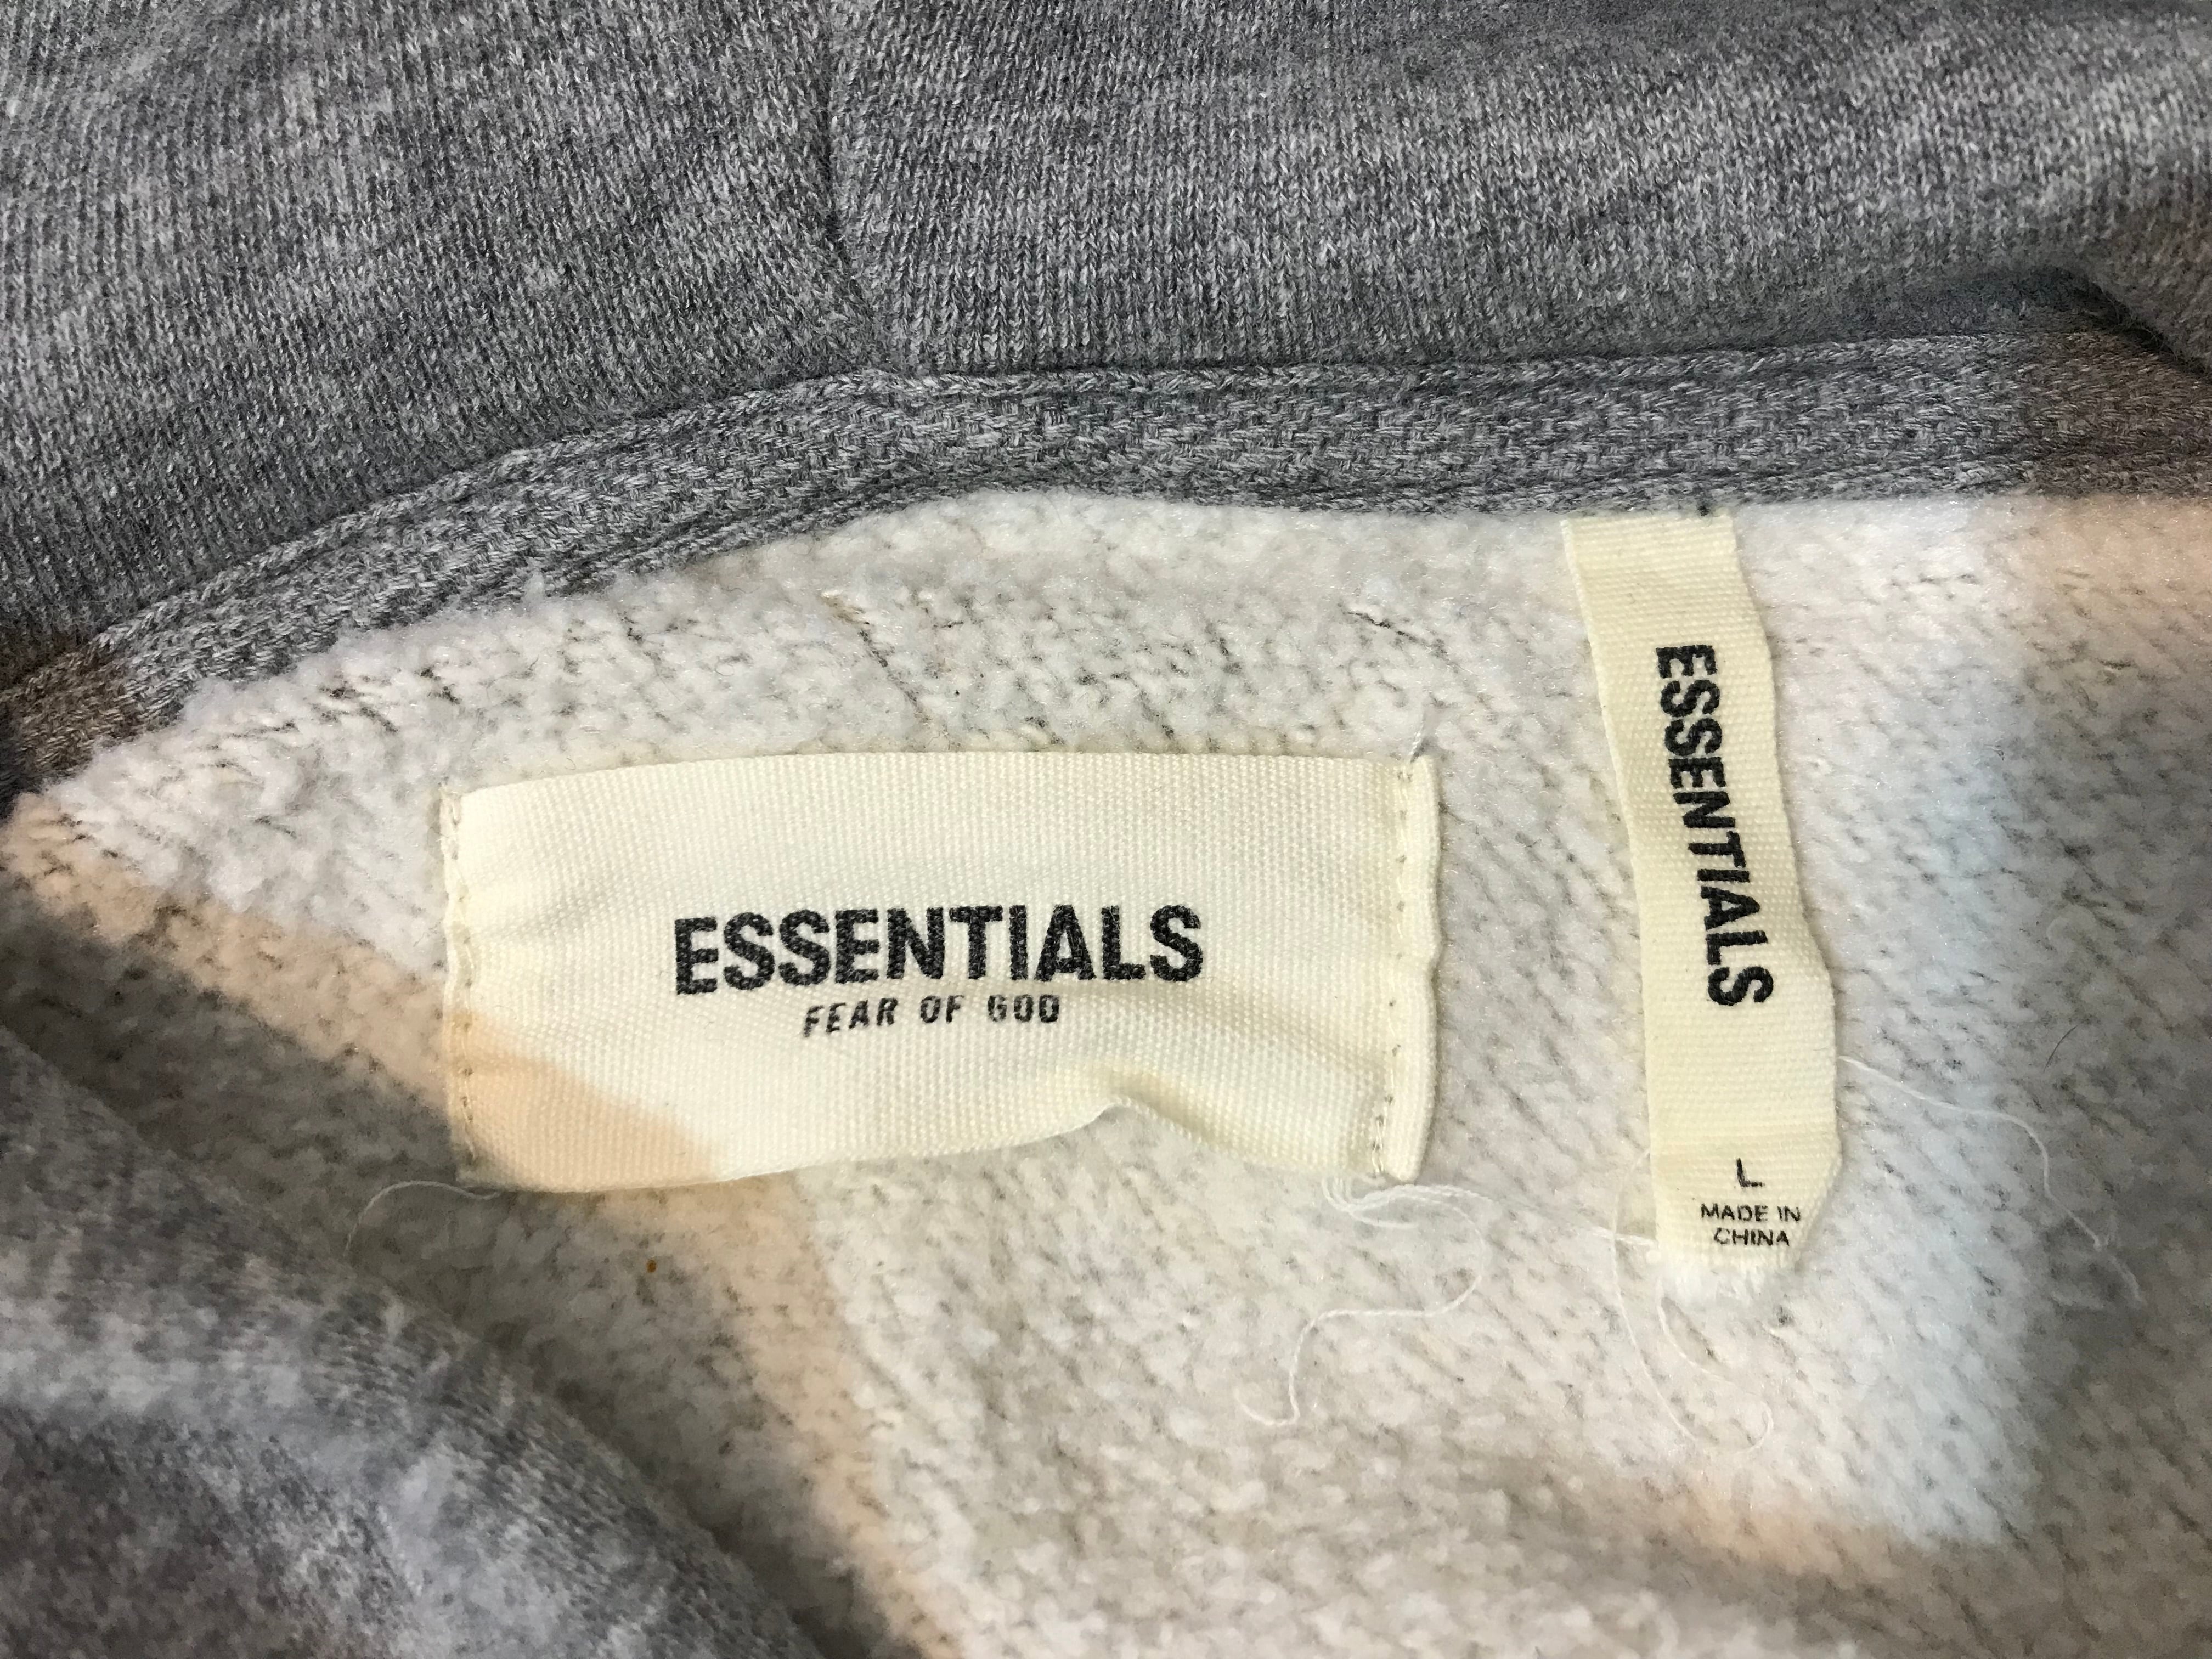 ESSENTIALS
FEAR OF GOD
ESSENTIALS
L
MADE IN
CHINA